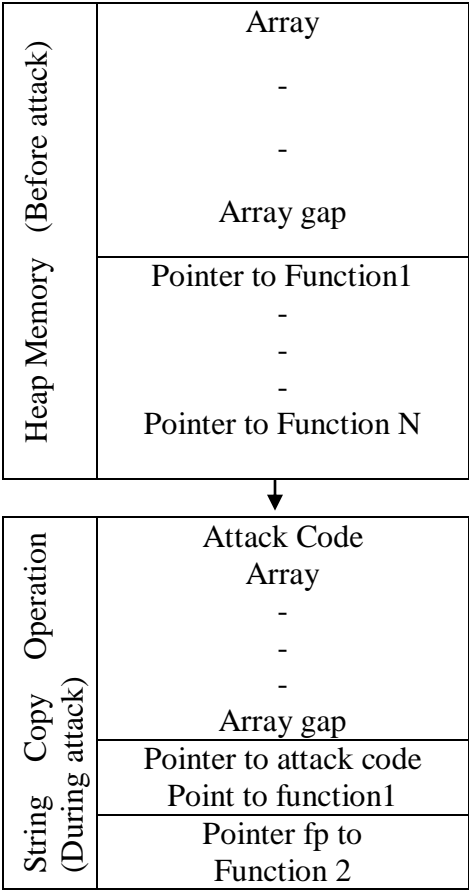 Heap Memory (Before attack)
Array
-
-
Array gap
Pointer to Function1
-
-
-
Pointer to Function N
String Copy Operation
(During attack)
Attack Code
Array
-
-
-
Array gap
Pointer to attack code
Point to function1
Pointer fp to
Function 2